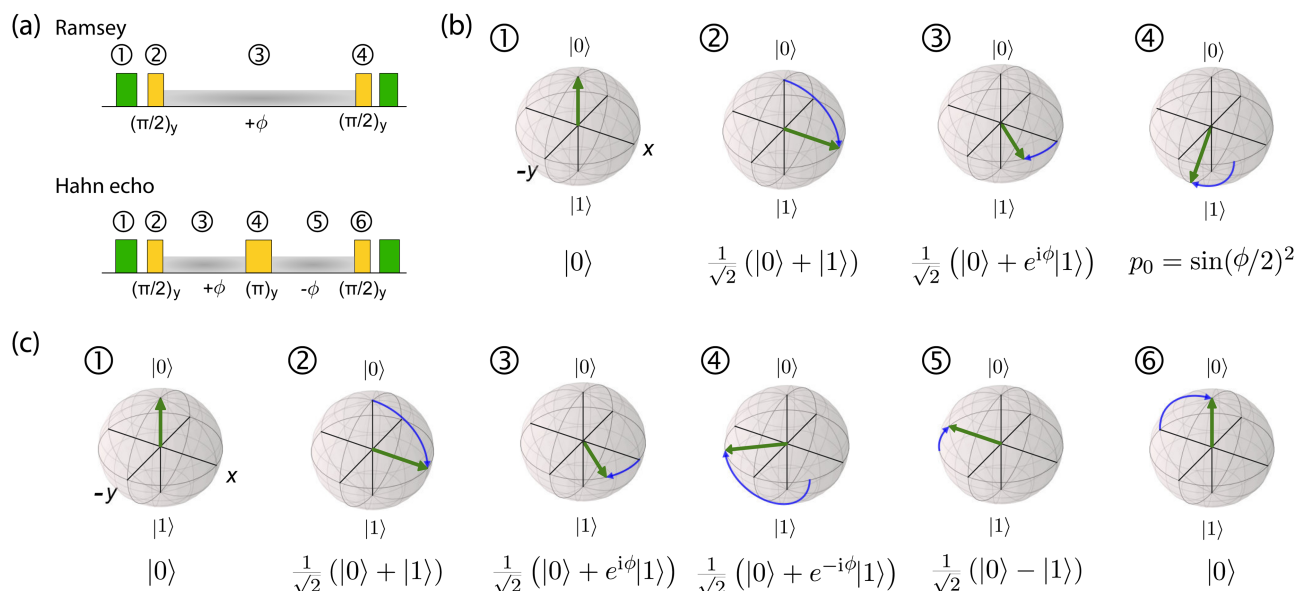 (a) Ramsey
① ② ③ ④
(π/2)y +ϕ (π/2)y
Hahn echo
① ② ③ ④ ⑤ ⑥
(π/2)y +ϕ (π)y -ϕ (π/2)y
(b)
① ② ③ ④
|0⟩ |0⟩ |0⟩ |0⟩
x
-y
|1⟩ |1⟩ |1⟩ |1⟩
|0⟩ 1/√2 (|0⟩ + |1⟩) 1/√2 (|0⟩ + e^{iϕ}|1⟩) p₀ = sin(ϕ/2)²
(c)
① ② ③ ④ ⑤ ⑥
|0⟩ |0⟩ |0⟩ |0⟩ |0⟩ |0⟩
x
-y
|1⟩ |1⟩ |1⟩ |1⟩ |1⟩ |1⟩
|0⟩ 1/√2 (|0⟩ + |1⟩) 1/√2 (|0⟩ + e^{iϕ}|1⟩) 1/√2 (|0⟩ + e^{-iϕ}|1⟩) 1/√2 (|0⟩ − |1⟩) |0⟩